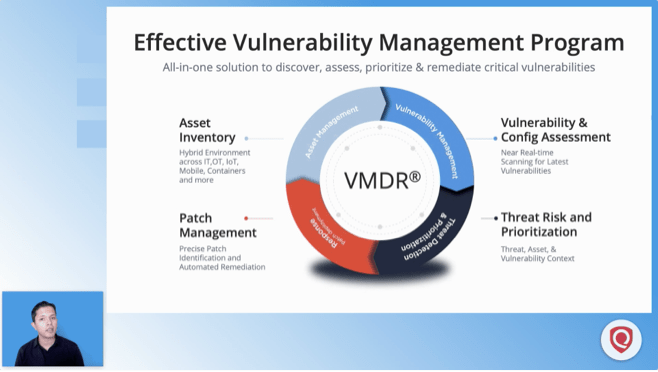 Effective Vulnerability Management Program
All-in-one solution to discover, assess, prioritize & remediate critical vulnerabilities
Asset
Inventory
Hybrid Environment
across IT,OT, IoT,
Mobile, Containers
and more
Vulnerability &
Config Assessment
Near Real-time
Scanning for Latest
Vulnerabilities
Asset Management
Vulnerability Management
VMDR®
Response
Patch Deployment
Threat Detection
& Prioritization
Patch
Management
Precise Patch
Identification and
Automated Remediation
Threat Risk and
Prioritization
Threat, Asset, &
Vulnerability Context